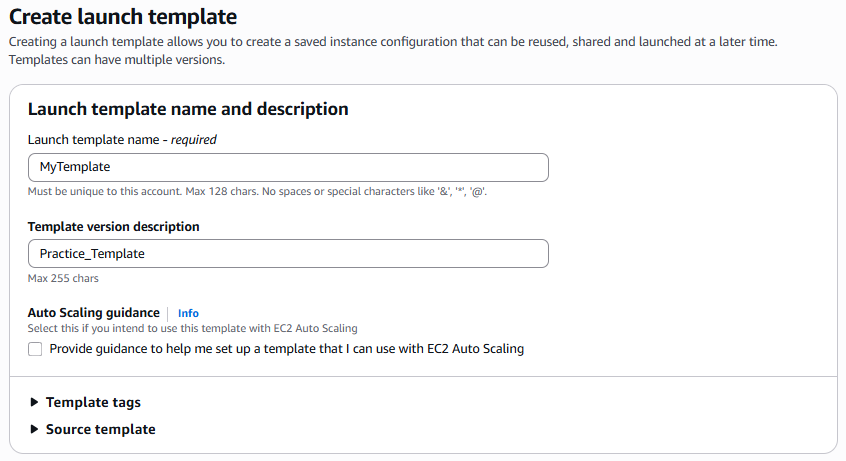 Create launch template
Creating a launch template allows you to create a saved instance configuration that can be reused, shared and launched at a later time.
Templates can have multiple versions.
Launch template name and description
Launch template name - required
MyTemplate
Must be unique to this account. Max 128 chars. No spaces or special characters like '&', '*', '@'.
Template version description
Practice_Template
Max 255 chars
Auto Scaling guidance Info
Select this if you intend to use this template with EC2 Auto Scaling
Provide guidance to help me set up a template that I can use with EC2 Auto Scaling
Template tags
Source template